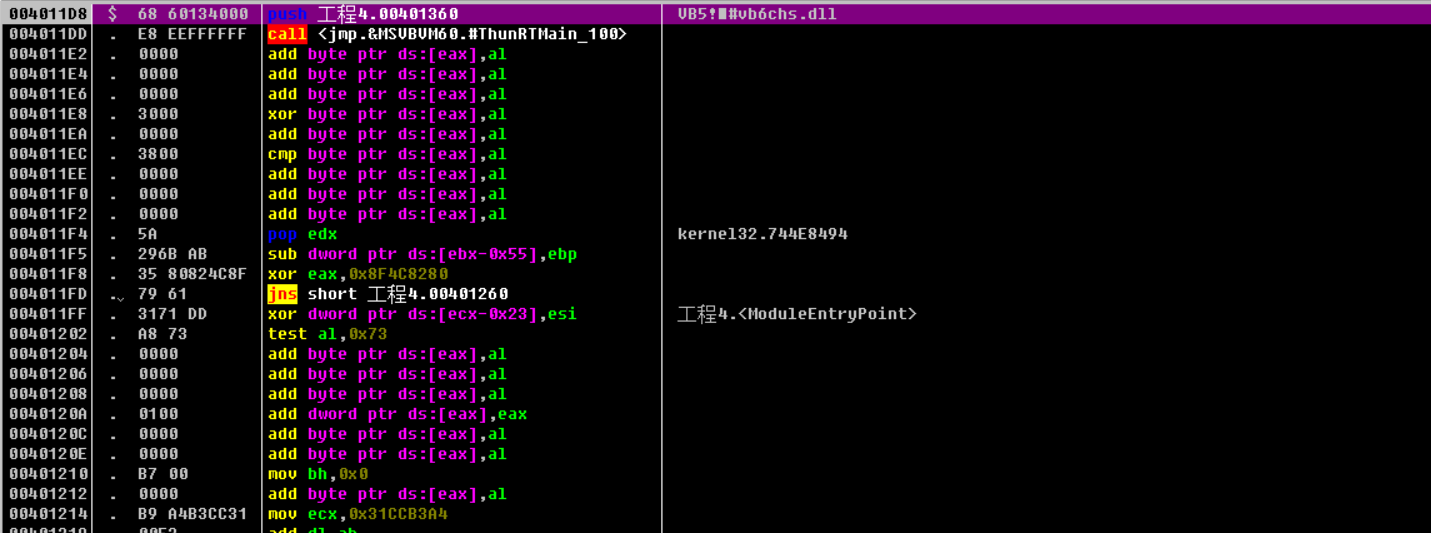 004011D8 $ 68 60134000 push 工程4.00401360 VB5!■#vb6chs.dll
004011DD . E8 EEFFFFFF call <jmp.&MSVBVM60.#ThunRTMain_100>
004011E2 . 0000 add byte ptr ds:[eax],al
004011E4 . 0000 add byte ptr ds:[eax],al
004011E6 . 0000 add byte ptr ds:[eax],al
004011E8 . 3000 xor byte ptr ds:[eax],al
004011EA . 0000 add byte ptr ds:[eax],al
004011EC . 3800 cmp byte ptr ds:[eax],al
004011EE . 0000 add byte ptr ds:[eax],al
004011F0 . 0000 add byte ptr ds:[eax],al
004011F2 . 0000 add byte ptr ds:[eax],al
004011F4 . 5A pop edx kernel32.744E8494
004011F5 . 296B AB sub dword ptr ds:[ebx-0x55],ebp
004011F8 . 35 80824C8F xor eax,0x8F4C8280
004011FD .⌄ 79 61 jns short 工程4.00401260
004011FF . 3171 DD xor dword ptr ds:[ecx-0x23],esi 工程4.<ModuleEntryPoint>
00401202 . A8 73 test al,0x73
00401204 . 0000 add byte ptr ds:[eax],al
00401206 . 0000 add byte ptr ds:[eax],al
00401208 . 0000 add byte ptr ds:[eax],al
0040120A . 0100 add dword ptr ds:[eax],eax
0040120C . 0000 add byte ptr ds:[eax],al
0040120E . 0000 add byte ptr ds:[eax],al
00401210 . B7 00 mov bh,0x0
00401212 . 0000 add byte ptr ds:[eax],al
00401214 . B9 A4B3CC31 mov ecx,0x31CCB3A4